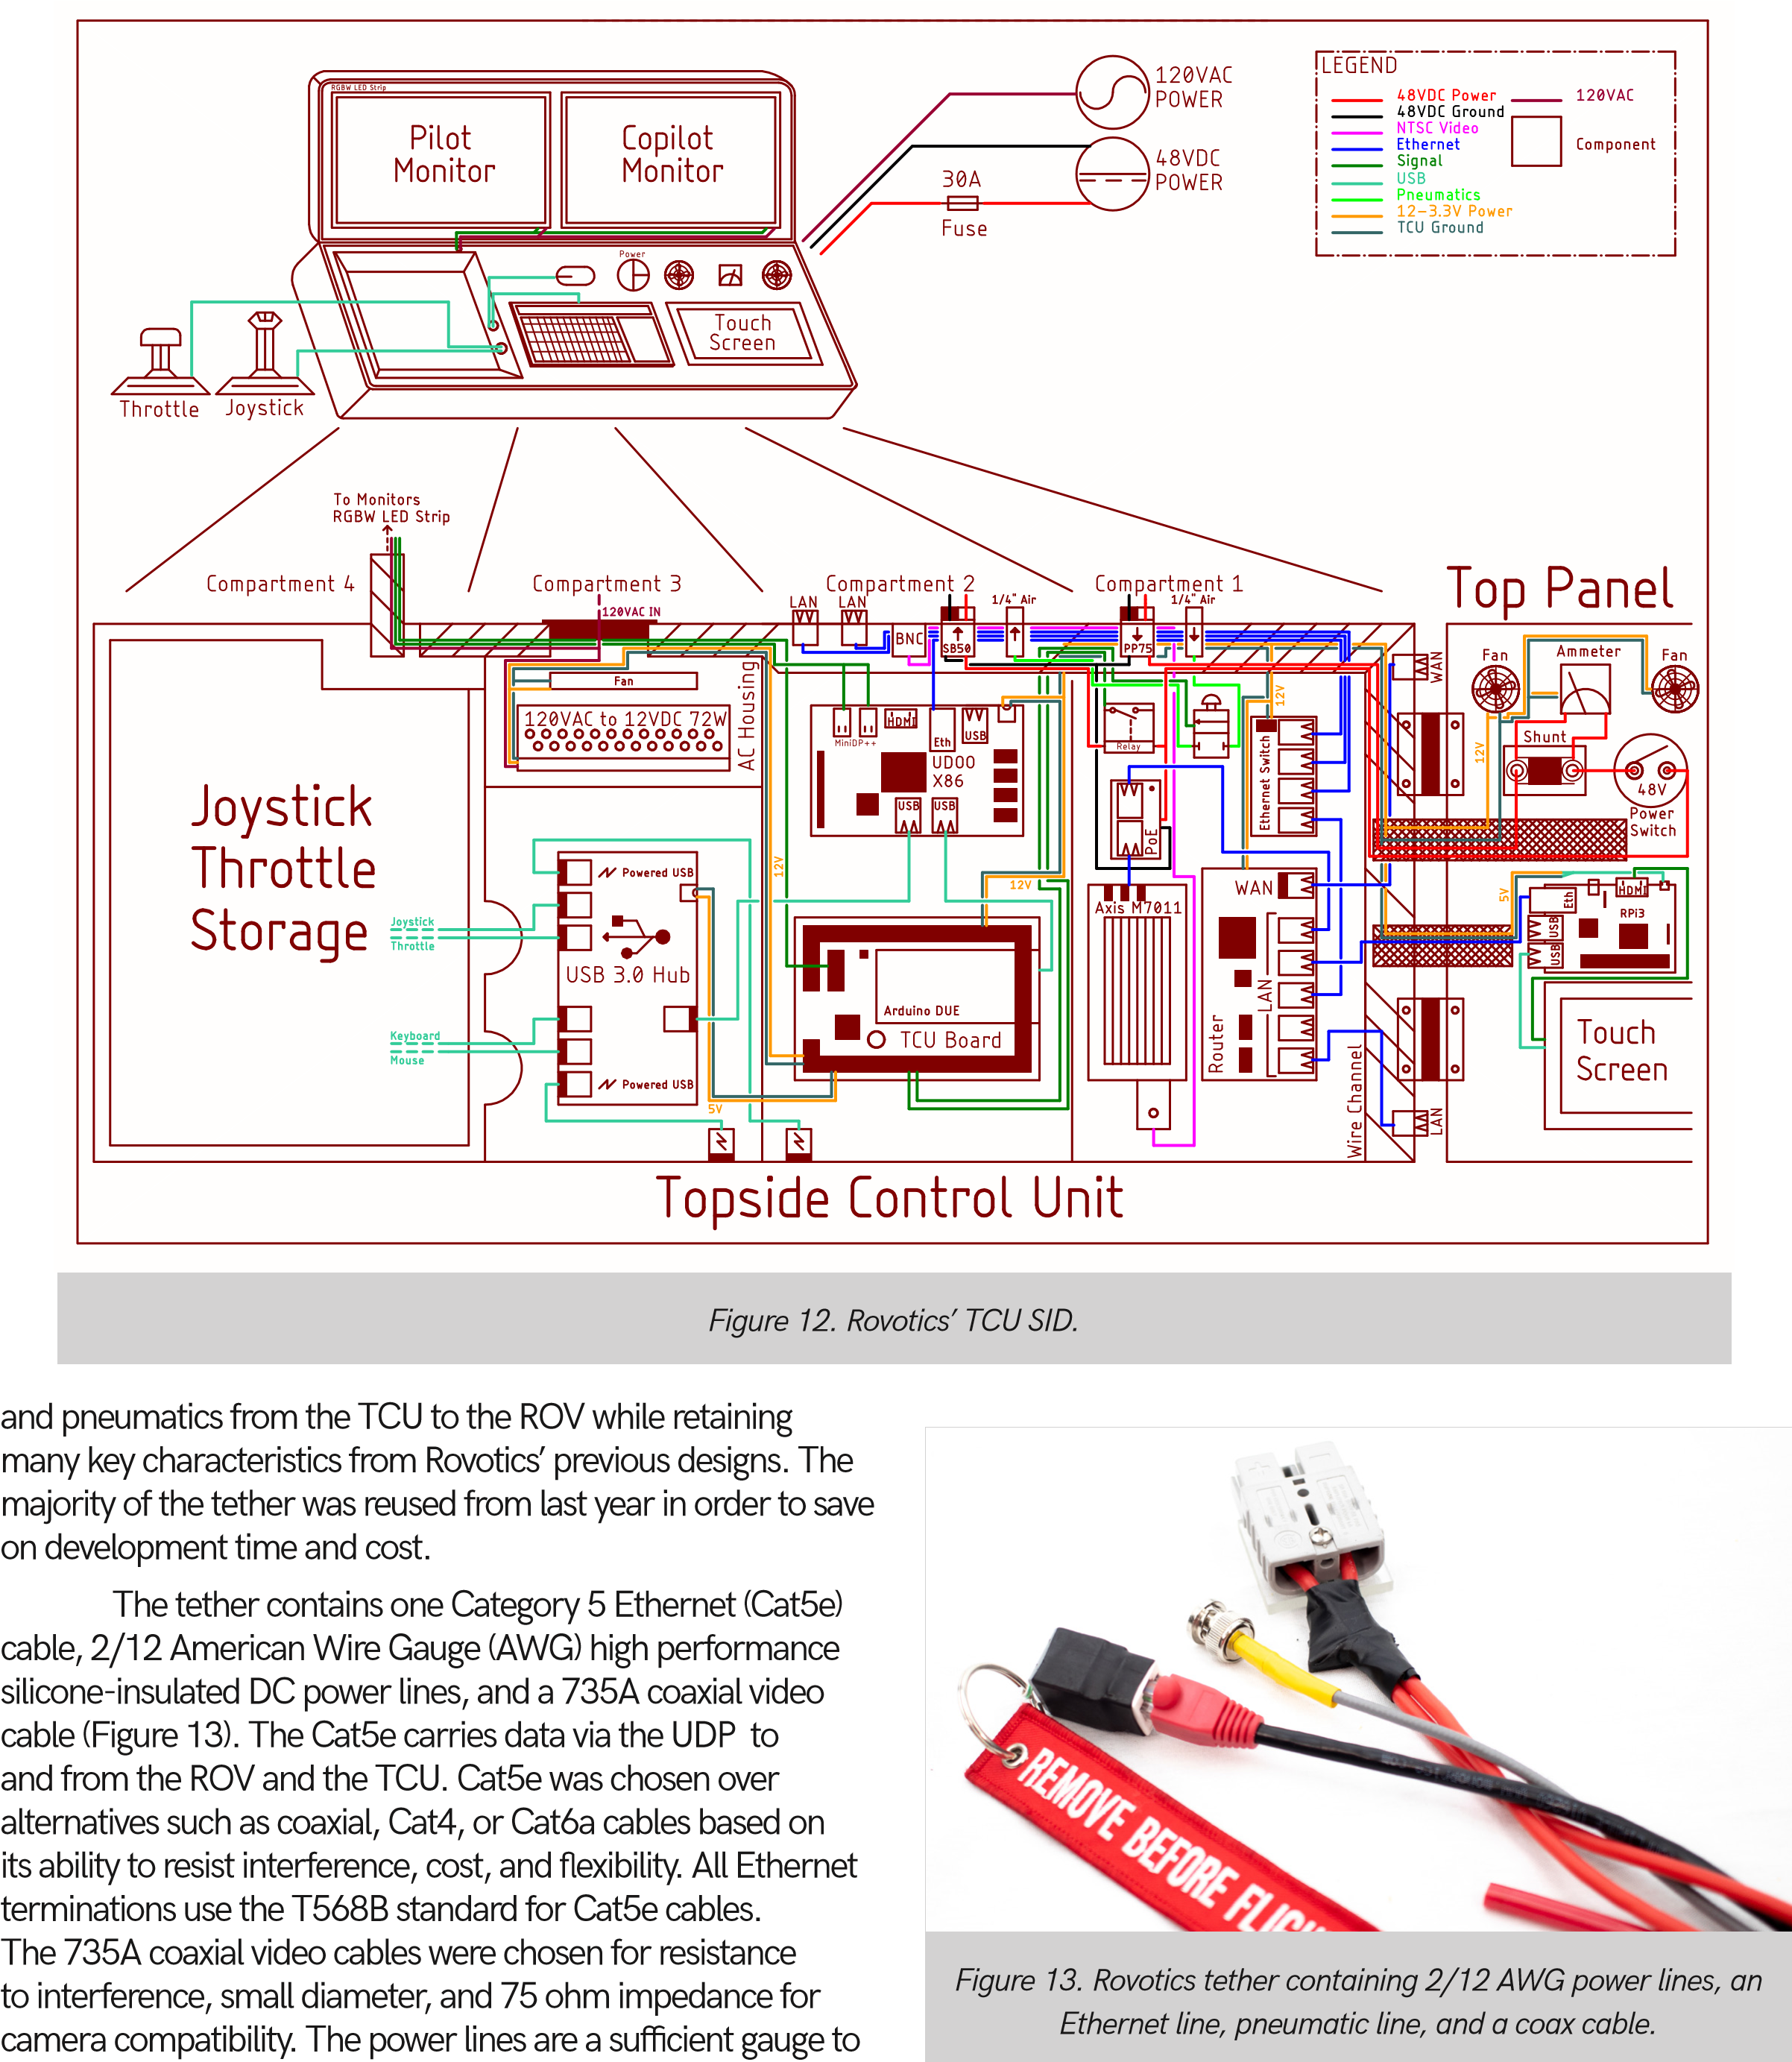 RGBW LED Strip
Pilot
Monitor
Copilot
Monitor
120VAC
POWER
48VDC
POWER
30A
Fuse
LEGEND
48VDC Power
48VDC Ground
NTSC Video
Ethernet
Signal
USB
Pneumatics
12-3.3V Power
TCU Ground
120VAC
Component
Power
Touch
Screen
Throttle
Joystick
To Monitors
RGBW LED Strip
Compartment 4
Compartment 3
Compartment 2
Compartment 1
Top Panel
120VAC IN
LAN
LAN
BNC
SB50
1/4" Air
PP75
1/4" Air
WAN
Fan
Ammeter
Fan
Fan
120VAC to 12VDC 72W
AC Housing
MiniDP++
HDMI
Eth
USB
UDOO
X86
USB
USB
Relay
12V
Ethernet Switch
PoE
12V
Shunt
48V
Power
Switch
Joystick
Throttle
Storage
Powered USB
Joystick
Throttle
USB 3.0 Hub
Keyboard
Mouse
Powered USB
5V
12V
12V
Arduino DUE
TCU Board
Axis M7011
WAN
LAN
Router
Wire Channel
LAN
5V
Eth
HDMI
USB
USB
RPi3
Touch
Screen
Topside Control Unit
Figure 12. Rovotics' TCU SID.
and pneumatics from the TCU to the ROV while retaining
many key characteristics from Rovotics' previous designs. The
majority of the tether was reused from last year in order to save
on development time and cost.
The tether contains one Category 5 Ethernet (Cat5e)
cable, 2/12 American Wire Gauge (AWG) high performance
silicone-insulated DC power lines, and a 735A coaxial video
cable (Figure 13). The Cat5e carries data via the UDP to
and from the ROV and the TCU. Cat5e was chosen over
alternatives such as coaxial, Cat4, or Cat6a cables based on
its ability to resist interference, cost, and flexibility. All Ethernet
terminations use the T568B standard for Cat5e cables.
The 735A coaxial video cables were chosen for resistance
to interference, small diameter, and 75 ohm impedance for
camera compatibility. The power lines are a sufficient gauge to
REMOVE BEFORE FLIGH
Figure 13. Rovotics tether containing 2/12 AWG power lines, an
Ethernet line, pneumatic line, and a coax cable.